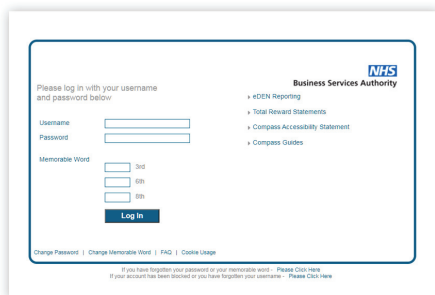 NHS
Business Services Authority
Please log in with your username
and password below
Username
Password
Memorable Word
3rd
6th
8th
Log In
eDEN Reporting
Total Reward Statements
Compass Accessibility Statement
Compass Guides
Change Password | Change Memorable Word | FAQ | Cookie Usage
If you have forgotten your password or your memorable word - Please Click Here
If your account has been blocked or you have forgotten your username - Please Click Here